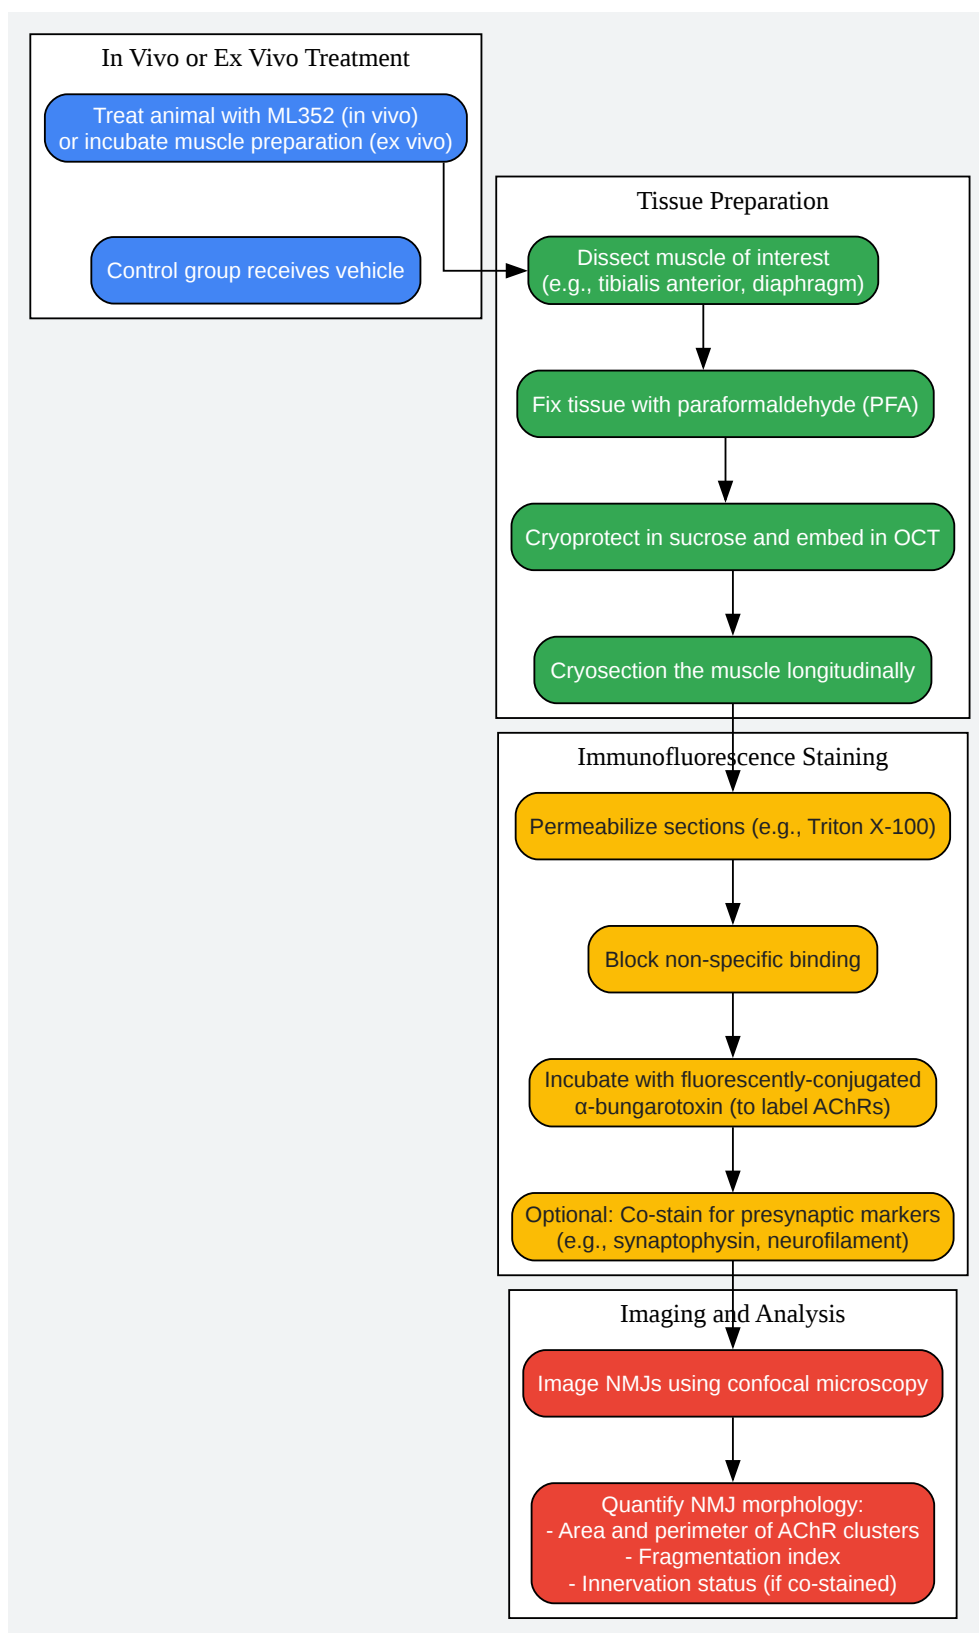 In Vivo or Ex Vivo Treatment
Treat animal with ML352 (in vivo)
or incubate muscle preparation (ex vivo)
Control group receives vehicle
Tissue Preparation
Dissect muscle of interest
(e.g., tibialis anterior, diaphragm)
Fix tissue with paraformaldehyde (PFA)
Cryoprotect in sucrose and embed in OCT
Cryosection the muscle longitudinally
Immunofluorescence Staining
Permeabilize sections (e.g., Triton X-100)
Block non-specific binding
Incubate with fluorescently-conjugated
α-bungarotoxin (to label AChRs)
Optional: Co-stain for presynaptic markers
(e.g., synaptophysin, neurofilament)
Imaging and Analysis
Image NMJs using confocal microscopy
Quantify NMJ morphology:
- Area and perimeter of AChR clusters
- Fragmentation index
- Innervation status (if co-stained)